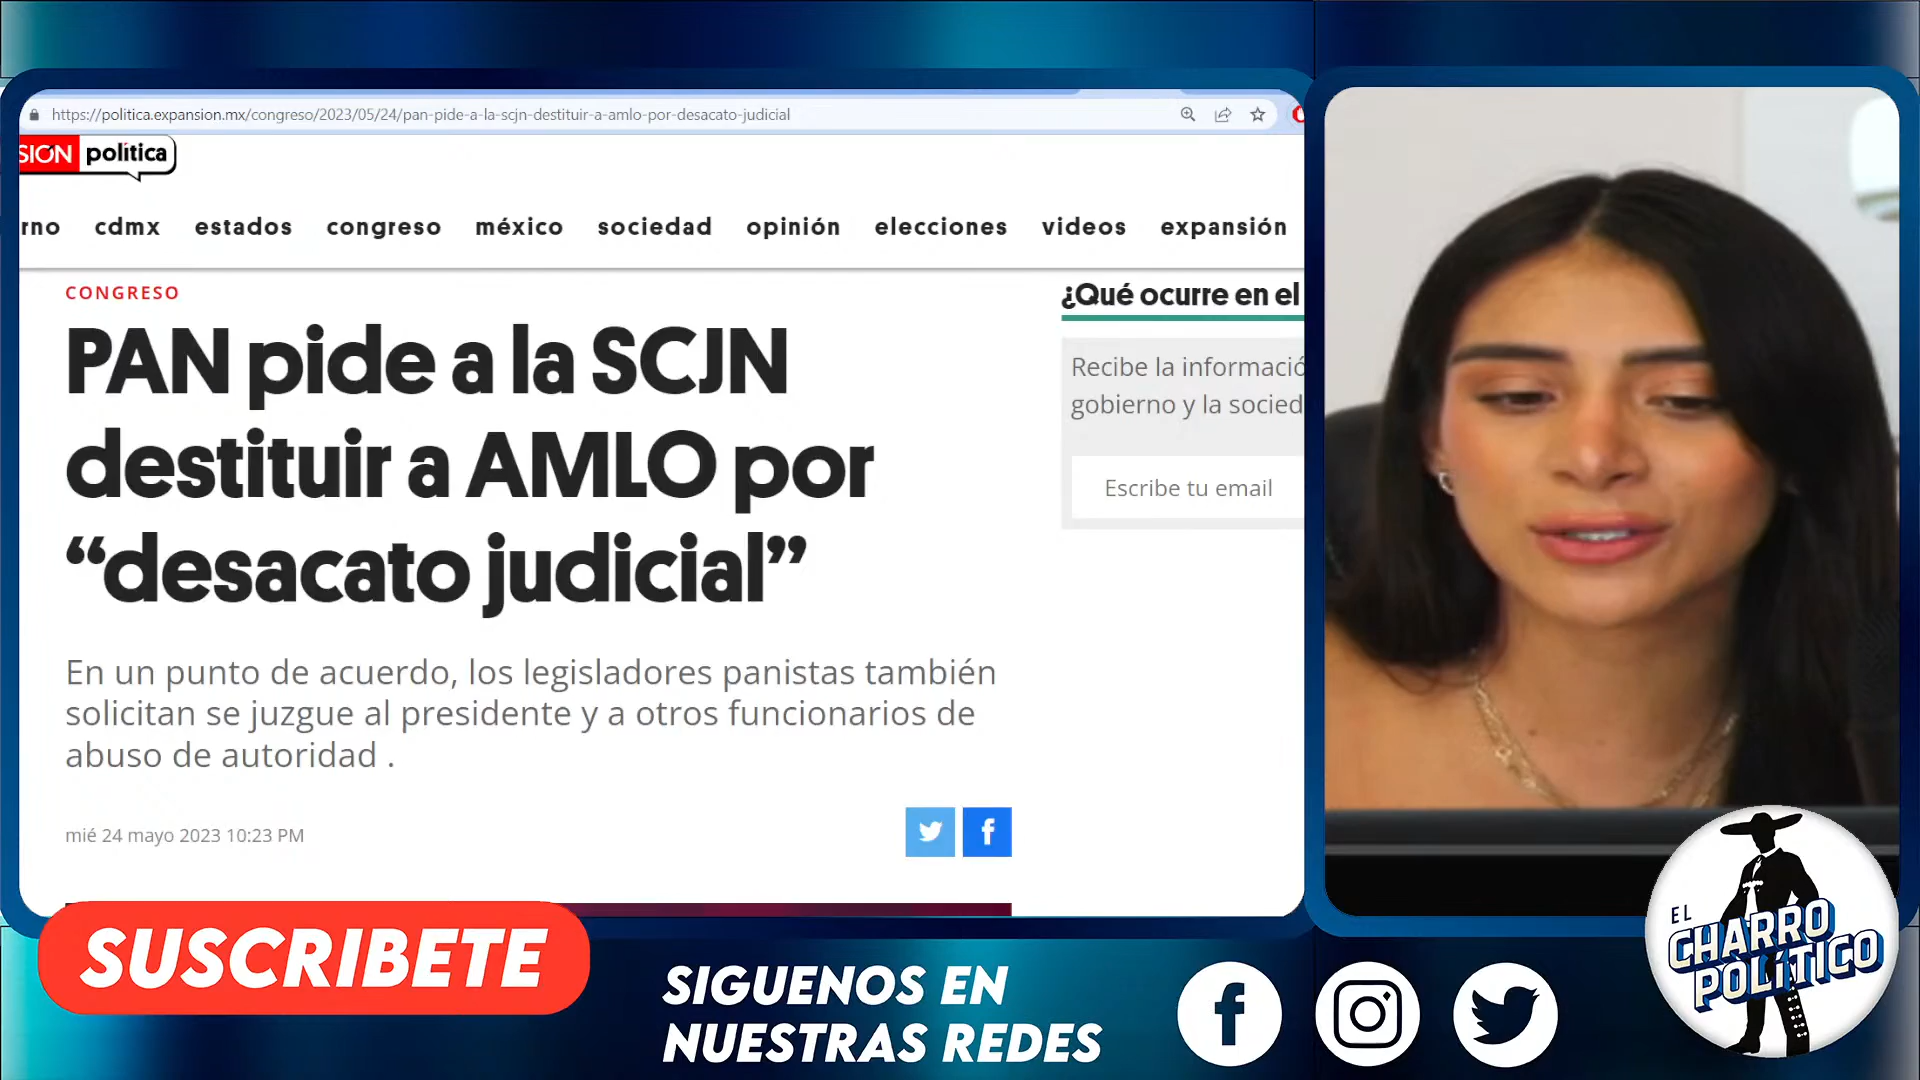 https://politica.expansion.mx/congreso/2023/05/24/pan-pide-a-la-scjn-destituir-a-amlo-por-desacato-judicial
SIÓN política
rno cdmx estados congreso méxico sociedad opinión elecciones videos expansión
CONGRESO
PAN pide a la SCJN
destituir a AMLO por
“desacato judicial”
En un punto de acuerdo, los legisladores panistas también
solicitan se juzgue al presidente y a otros funcionarios de
abuso de autoridad .
mié 24 mayo 2023 10:23 PM
¿Qué ocurre en el
Recibe la informació
gobierno y la socied
Escribe tu email
SUSCRIBETE
SIGUENOS EN
NUESTRAS REDES
EL
CHARRO
POLÍTICO